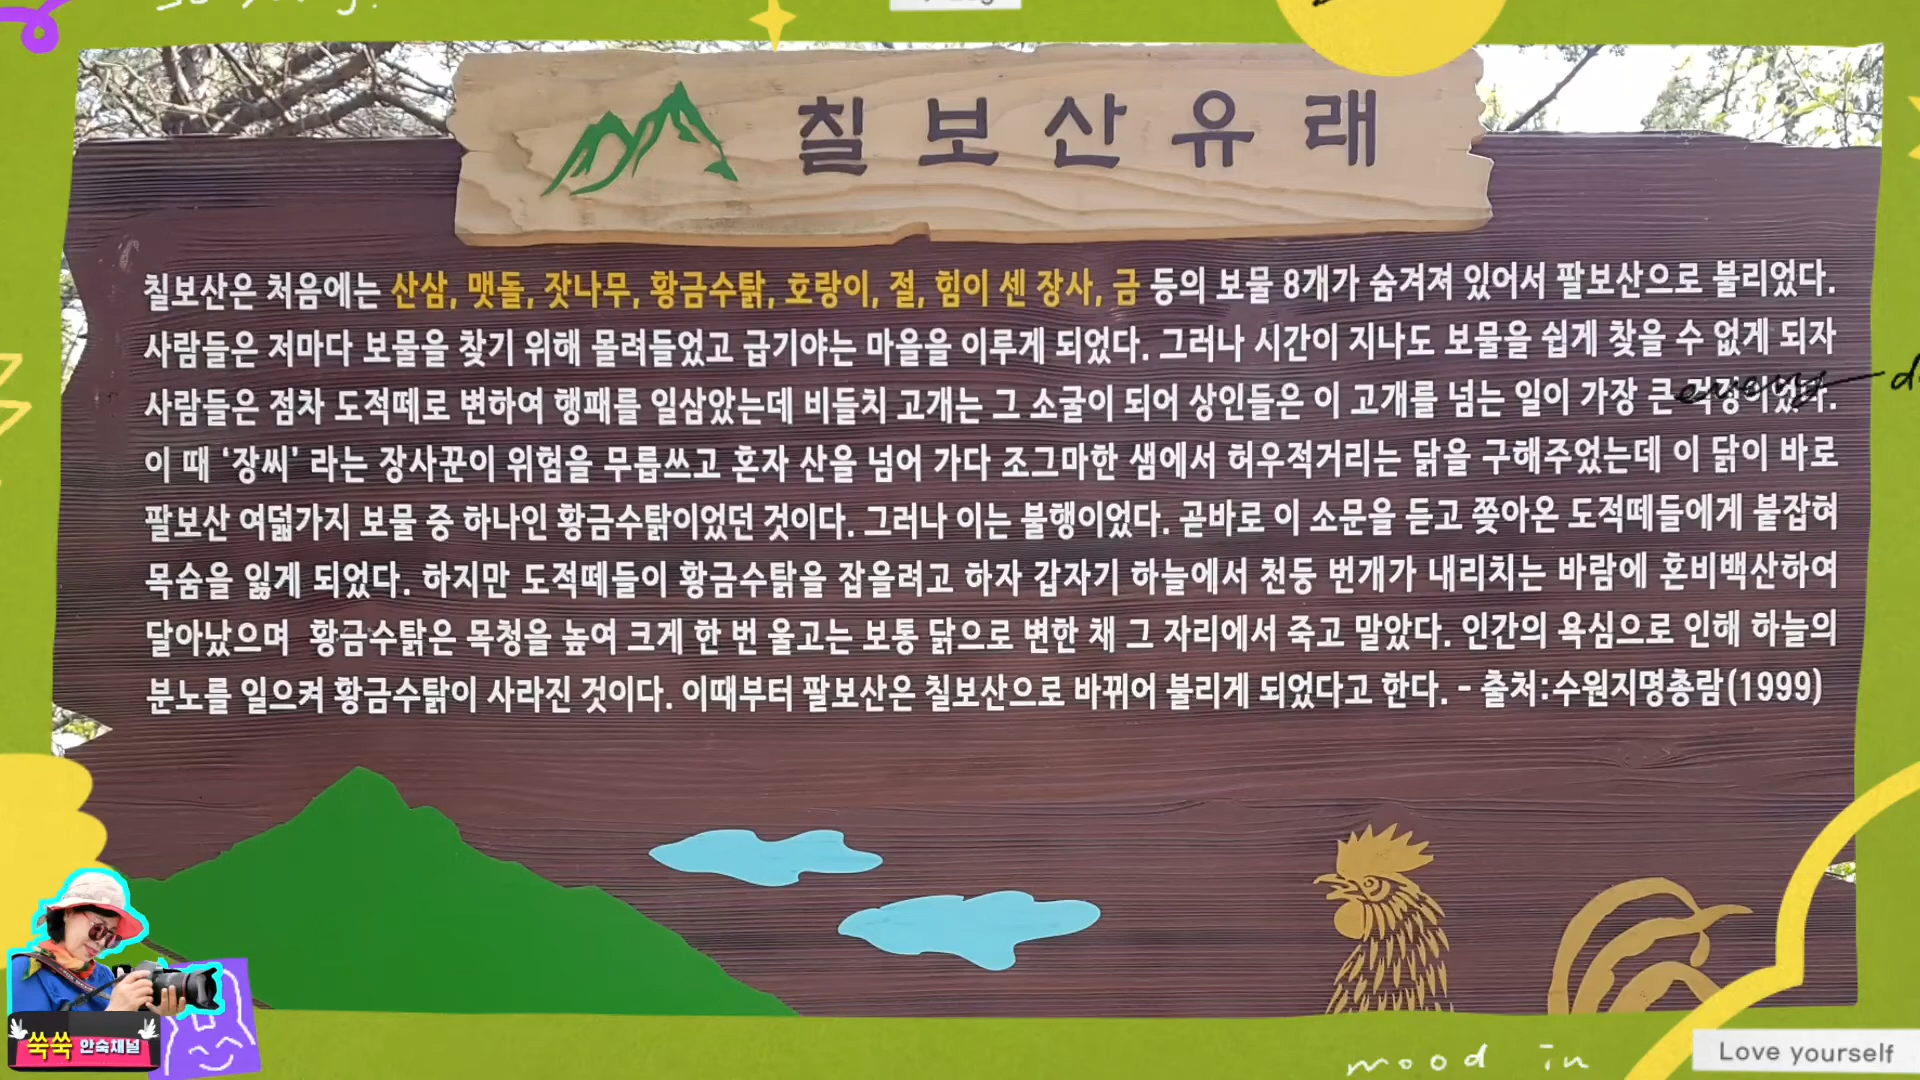 칠보산유래
칠보산은 처음에는 산삼, 맷돌, 잣나무, 황금수탉, 호랑이, 절, 힘이 센 장사, 금 등의 보물 8개가 숨겨져 있어서 팔보산으로 불리었다.
사람들은 저마다 보물을 찾기 위해 몰려들었고 급기야는 마을을 이루게 되었다. 그러나 시간이 지나도 보물을 쉽게 찾을 수 없게 되자
사람들은 점차 도적떼로 변하여 행패를 일삼았는데 비들치 고개는 그 소굴이 되어 상인들은 이 고개를 넘는 일이 가장 큰
every
이 때 ‘장씨’ 라는 장사꾼이 위험을 무릅쓰고 혼자 산을 넘어 가다 조그마한 샘에서 허우적거리는 닭을 구해주었는데 이 닭이 바로
팔보산 여덟가지 보물 중 하나인 황금수탉이었던 것이다. 그러나 이는 불행이었다. 곧바로 이 소문을 듣고 쫓아온 도적떼들에게 붙잡혀
목숨을 잃게 되었다. 하지만 도적떼들이 황금수탉을 잡을려고 하자 갑자기 하늘에서 천둥 번개가 내리치는 바람에 혼비백산하여
달아났으며 황금수탉은 목청을 높여 크게 한 번 울고는 보통 닭으로 변한 채 그 자리에서 죽고 말았다. 인간의 욕심으로 인해 하늘의
분노를 일으켜 황금수탉이 사라진 것이다. 이때부터 팔보산은 칠보산으로 바뀌어 불리게 되었다고 한다. - 출처:수원지명총람(1999)
쑥쑥 안숙채널
mood in
Love yourself